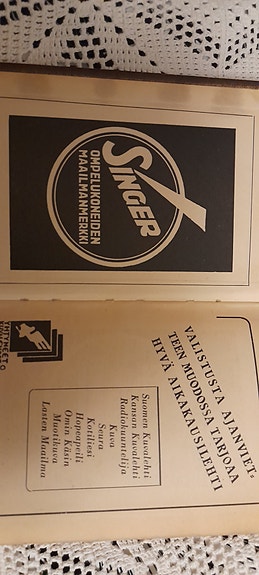 SINGER
OMPELUKONEIDEN
MAAILMANMERKKI
VALISTUSTA AJANVIET-
TEEN MUODOSSA TARJOAA
HYVÄ AIKAKAUSILEHTI
Suomen Kuvalehti
Kansan Kuvalehti
Radiokuuntelija
Kuva
Seura
Kotiliesi
Hopeapeili
Omin Käsin
Muotikuva
Lasten Maailma